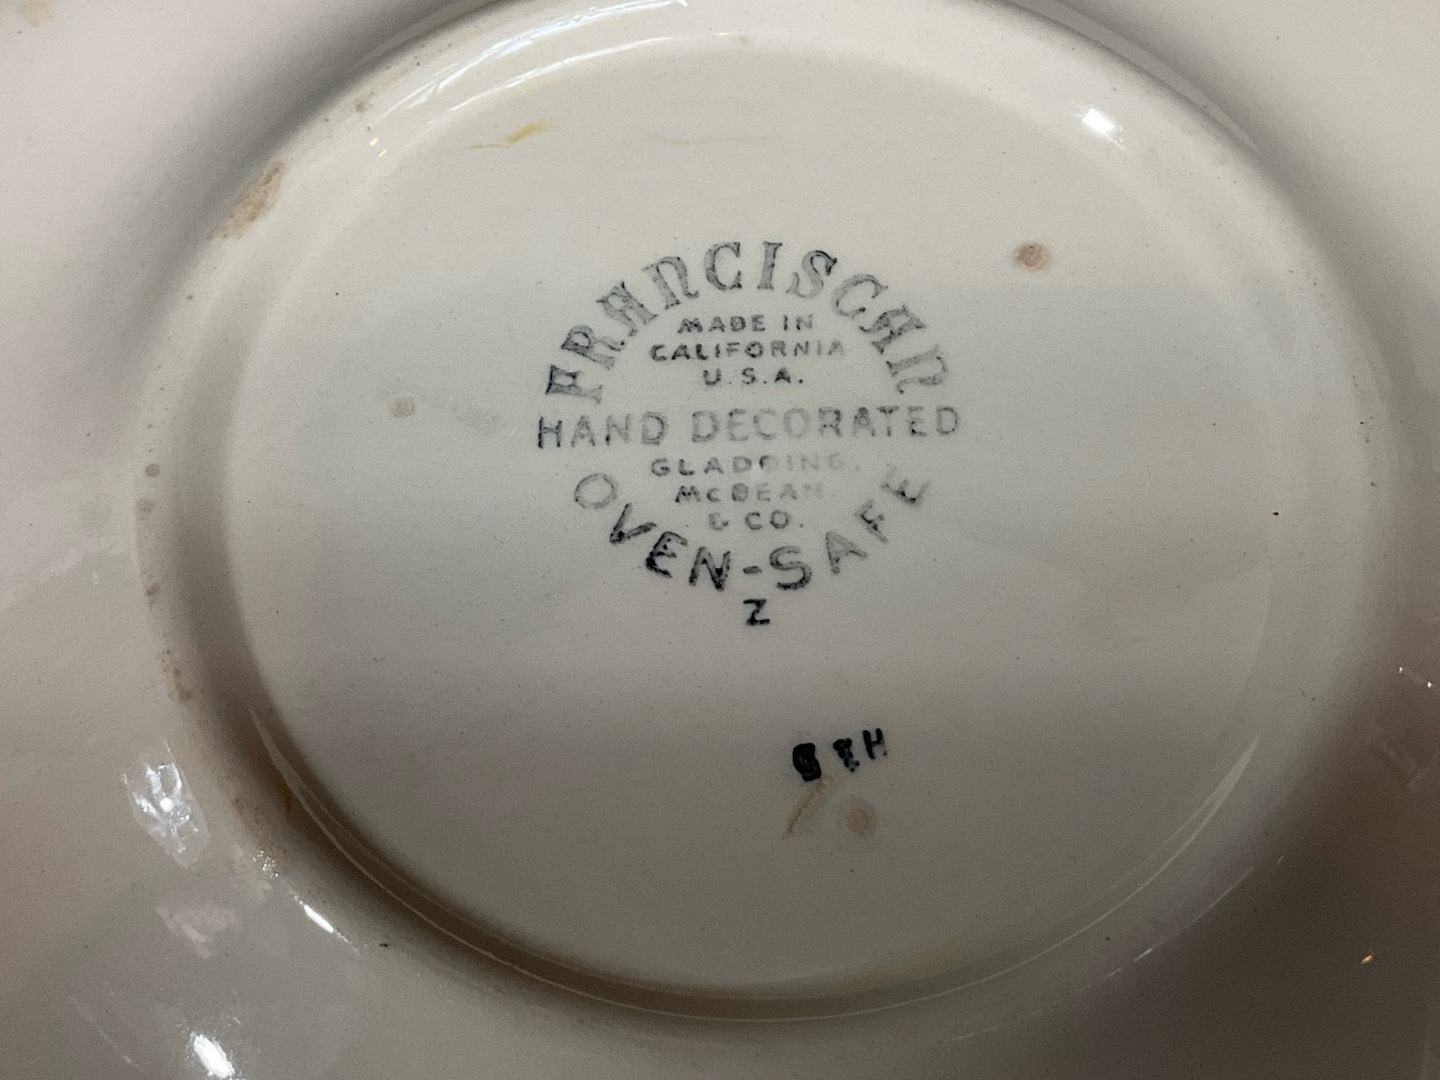 FRANCISCAN
MADE IN
CALIFORNIA
U.S.A.
HAND DECORATED
GLADDING,
McBEAN
& CO.
OVEN-SAFE
Z